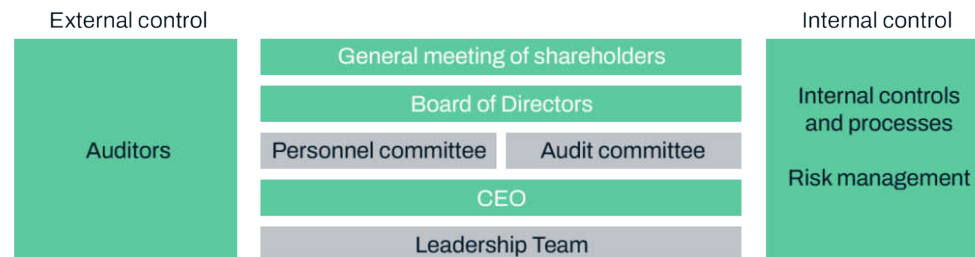 External control
Internal control
General meeting of shareholders
Board of Directors
Auditors
Personnel committee
Audit committee
CEO
Leadership Team
Internal controls
and processes
Risk management